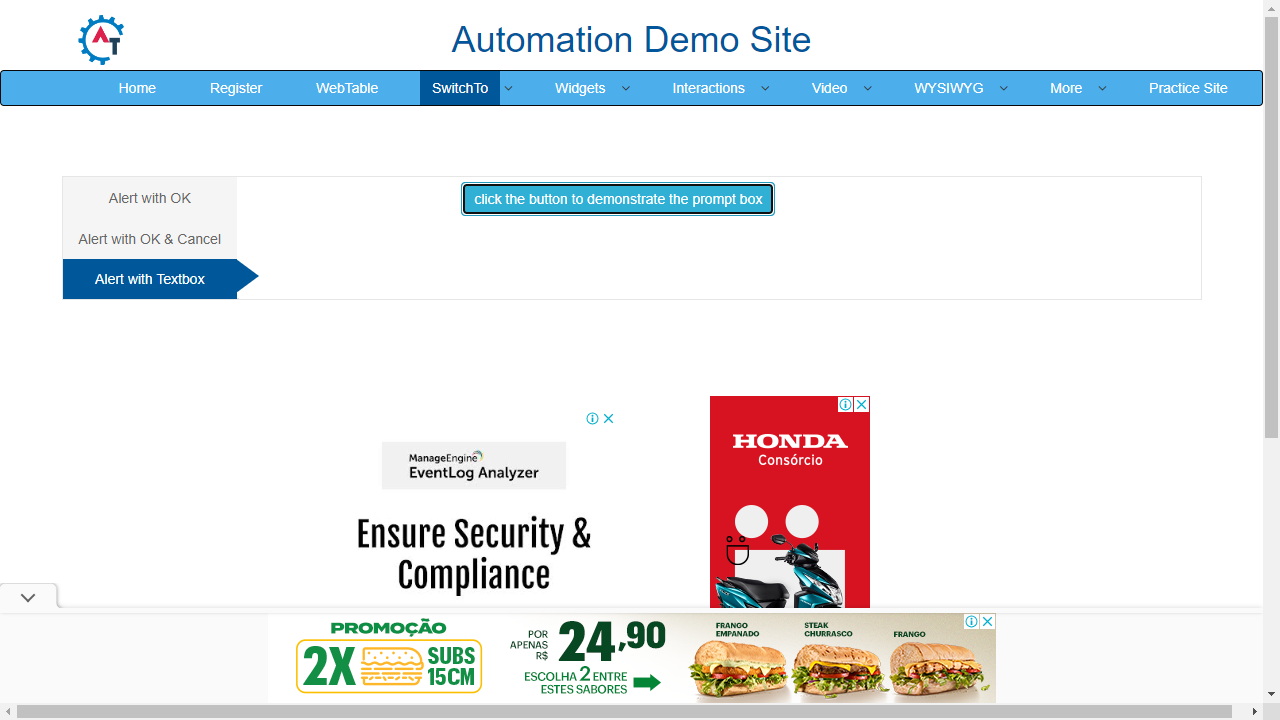 AT
Automation Demo Site
Home Register WebTable SwitchTo Widgets Interactions Video WYSIWYG More Practice Site
Alert with OK
click the button to demonstrate the prompt box
Alert with OK & Cancel
Alert with Textbox
ManageEngine
EventLog Analyzer
Ensure Security &
Compliance
HONDA
Consórcio
PROMOÇÃO
2X SUBS
15CM
POR
APENAS
R$ 24,90
ESCOLHA 2 ENTRE
ESTES SABORES
FRANGO
EMPANADO
STEAK
CHURRASCO
FRANGO